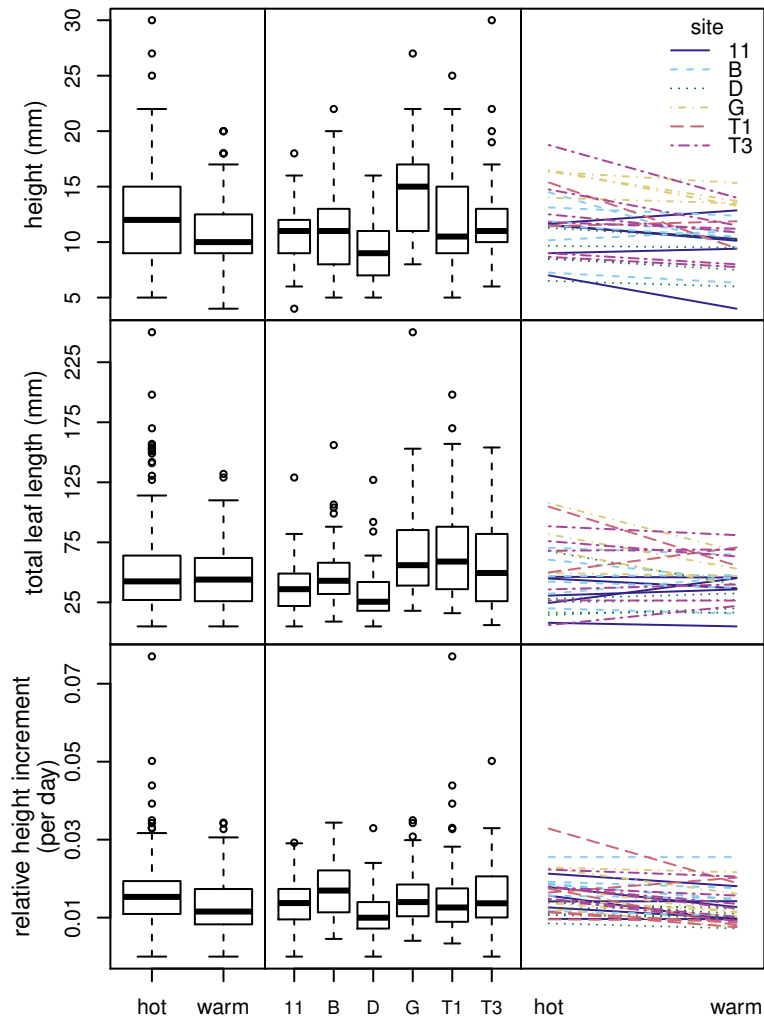 height (mm)
30
25
20
15
10
5
site
11
B
D
G
T1
T3
total leaf length (mm)
225
175
125
75
25
relative height increment
(per day)
0.07
0.05
0.03
0.01
hot warm 11 B D G T1 T3 hot warm